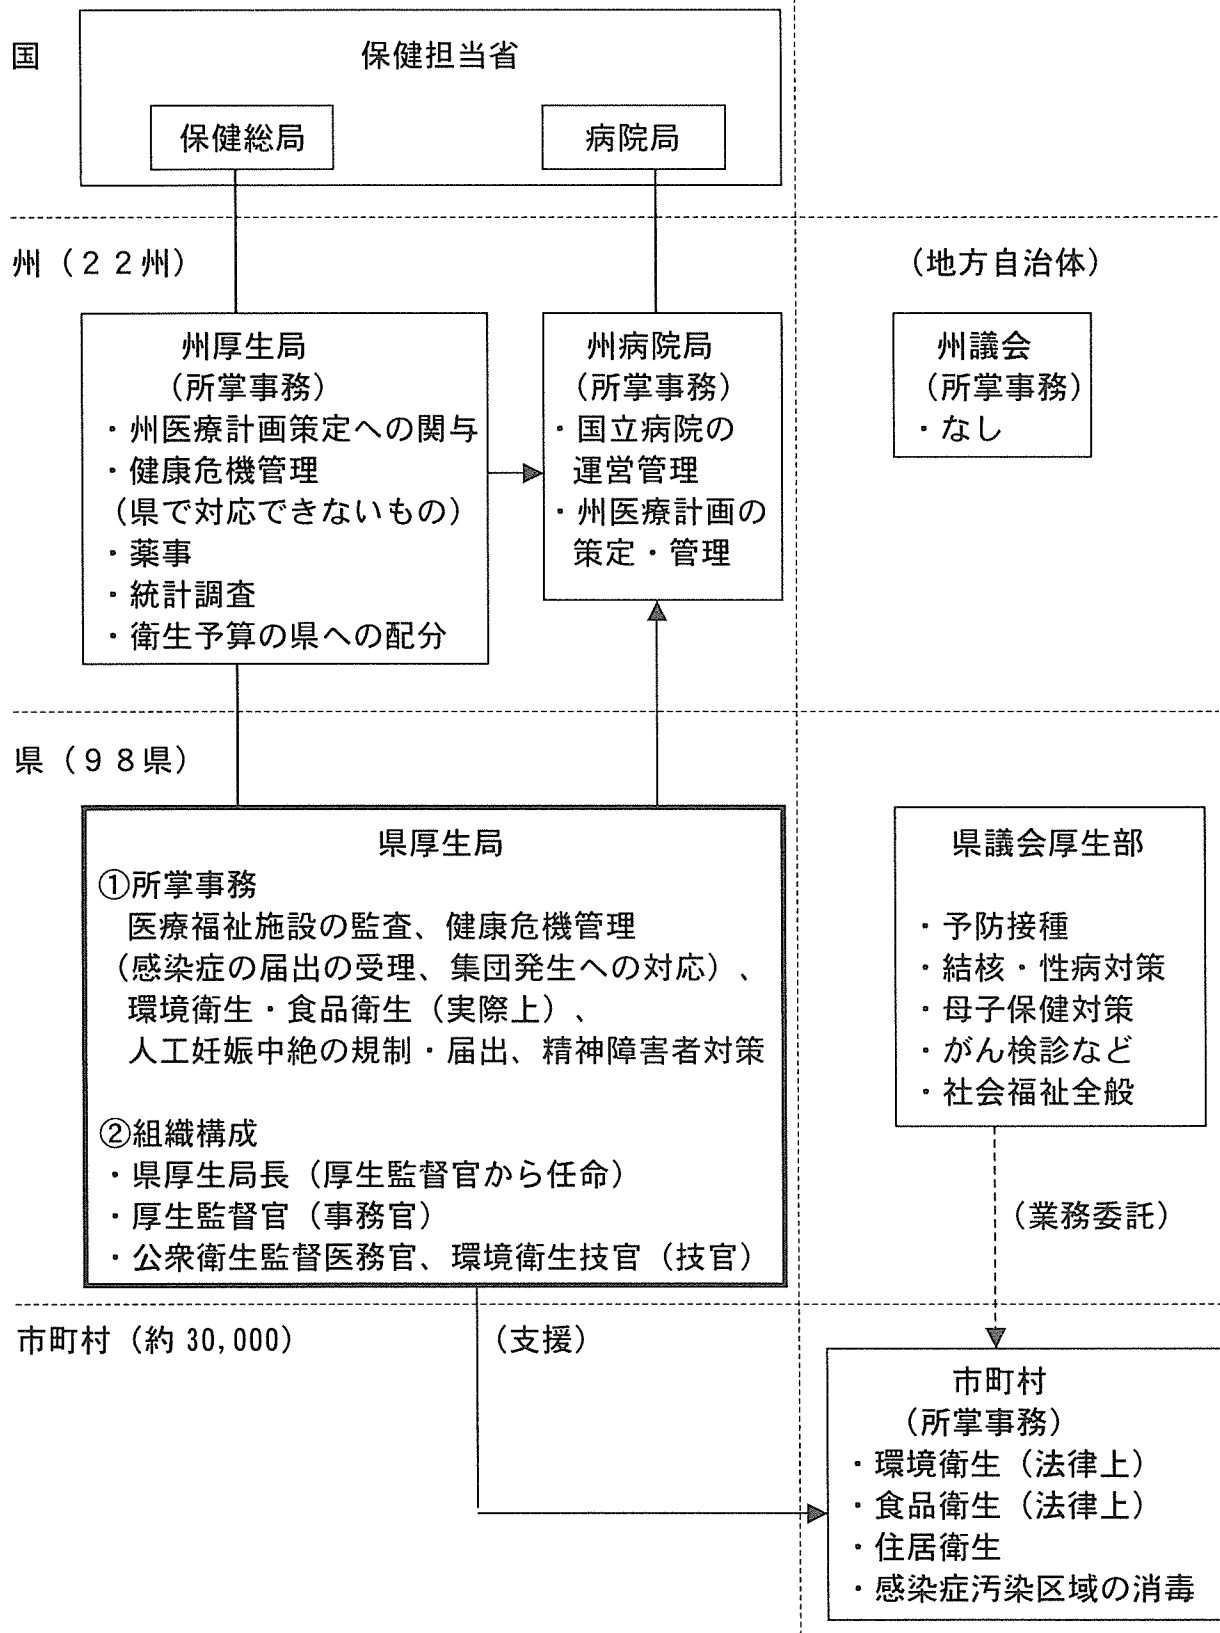 国
保健担当省
保健総局
病院局
州（２２州）
（地方自治体）
州厚生局
（所掌事務）
・州医療計画策定への関与
・健康危機管理
（県で対応できないもの）
・薬事
・統計調査
・衛生予算の県への配分
州病院局
（所掌事務）
・国立病院の
運営管理
・州医療計画の
策定・管理
州議会
（所掌事務）
・なし
県（９８県）
県厚生局
①所掌事務
医療福祉施設の監査、健康危機管理
（感染症の届出の受理、集団発生への対応）、
環境衛生・食品衛生（実際上）、
人工妊娠中絶の規制・届出、精神障害者対策
②組織構成
・県厚生局長（厚生監督官から任命）
・厚生監督官（事務官）
・公衆衛生監督医務官、環境衛生技官（技官）
県議会厚生部
・予防接種
・結核・性病対策
・母子保健対策
・がん検診など
・社会福祉全般
（業務委託）
市町村（約 30,000）
（支援）
市町村
（所掌事務）
・環境衛生（法律上）
・食品衛生（法律上）
・住居衛生
・感染症汚染区域の消毒